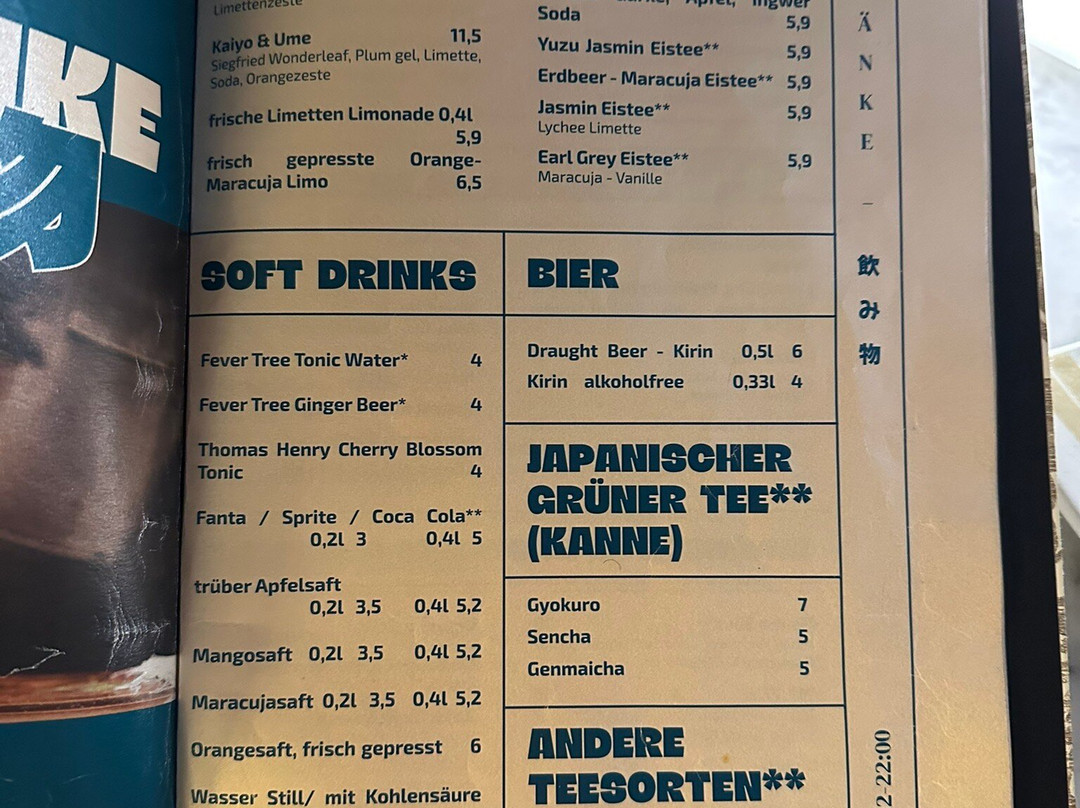 Limettenzeste
Kaiyo & Ume 11,5
Siegfried Wonderleaf, Plum gel, Limette,
Soda, Orangezeste
frische Limetten Limonade 0,4l
5,9
frisch gepresste Orange-
Maracuja Limo 6,5
Apfel, Ingwer
Soda 5,9
Yuzu Jasmin Eistee** 5,9
Erdbeer - Maracuja Eistee** 5,9
Jasmin Eistee** 5,9
Lychee Limette
Earl Grey Eistee** 5,9
Maracuja - Vanille
SOFT DRINKS
Fever Tree Tonic Water* 4
Fever Tree Ginger Beer* 4
Thomas Henry Cherry Blossom
Tonic 4
Fanta / Sprite / Coca Cola**
0,2l 3 0,4l 5
trüber Apfelsaft
0,2l 3,5 0,4l 5,2
Mangosaft 0,2l 3,5 0,4l 5,2
Maracujasaft 0,2l 3,5 0,4l 5,2
Orangesaft, frisch gepresst 6
Wasser Still/ mit Kohlensäure
BIER
Draught Beer - Kirin 0,5l 6
Kirin alkoholfree 0,33l 4
JAPANISCHER
GRÜNER TEE**
(KANNE)
Gyokuro 7
Sencha 5
Genmaicha 5
ANDERE
TEESORTEN**
ÄNKE – 飲み物
2-22:00